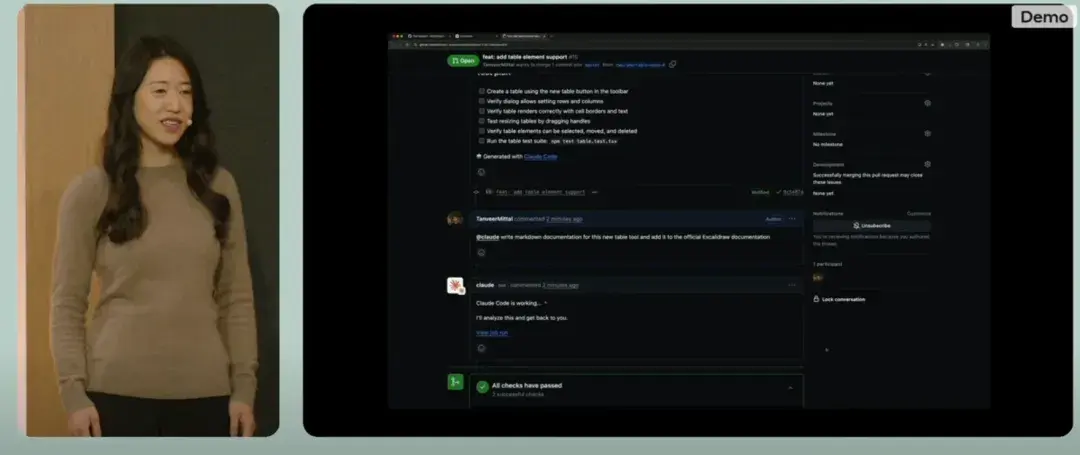 Demo
Open
feat: add table element support
TanveerMittal wants to merge 1 commit into
Create a table using the new table button in the toolbar
Verify dialog allows setting rows and columns
Verify table renders correctly with cell borders and text
Test resizing tables by dragging handles
Verify table elements can be selected, moved, and deleted
Run the table test suite: npm test table.test.tsx
Generated with Claude Code
feat: add table element support
Verified
TanveerMittal commented 2 minutes ago
Author
@claude write markdown documentation for this new table tool and add it to the official Excalidraw documentation
claude bot commented 2 minutes ago
Claude Code is working...
I'll analyze this and get back to you.
View job run
All checks have passed
2 successful checks
None yet
Projects
None yet
Milestone
No milestone
Development
Successfully merging this pull request may close
these issues.
None yet
Notifications
Customize
Unsubscribe
You're receiving notifications because you authored
the thread.
1 participant
Lock conversation